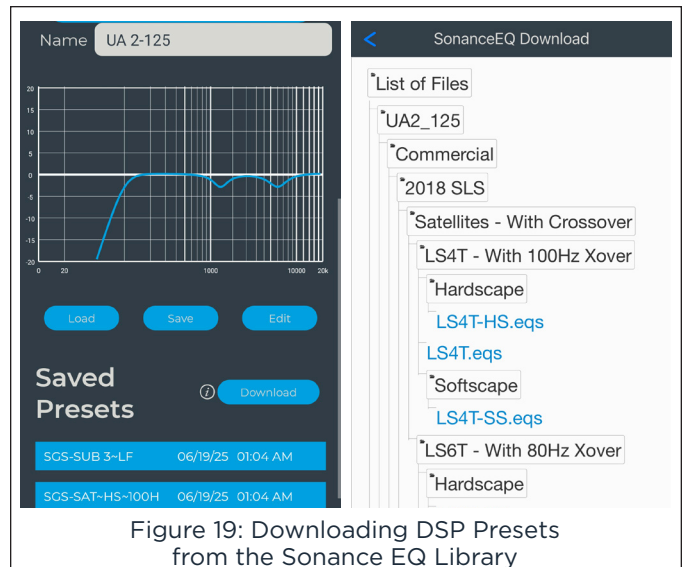 Name UA 2-125
20
15
10
5
0
-5
-10
-15
-20
0 20 1000 10000 20k
Load Save Edit
Saved
Presets
i Download
SGS-SUB 3~LF 06/19/25 01:04 AM
SGS-SAT~HS~100H 06/19/25 01:04 AM
< SonanceEQ Download
List of Files
UA2_125
Commercial
2018 SLS
Satellites - With Crossover
LS4T - With 100Hz Xover
Hardscape
LS4T-HS.eqs
LS4T.eqs
Softscape
LS4T-SS.eqs
LS6T - With 80Hz Xover
Hardscape
Figure 19: Downloading DSP Presets
from the Sonance EQ Library